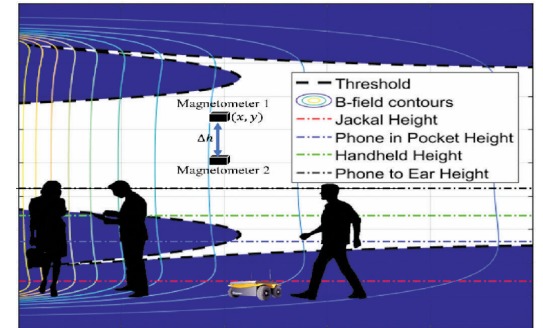 Threshold
B-field contours
Jackal Height
Phone in Pocket Height
Handheld Height
Phone to Ear Height
Magnetometer 1
(x, y)
Δh
Magnetometer 2